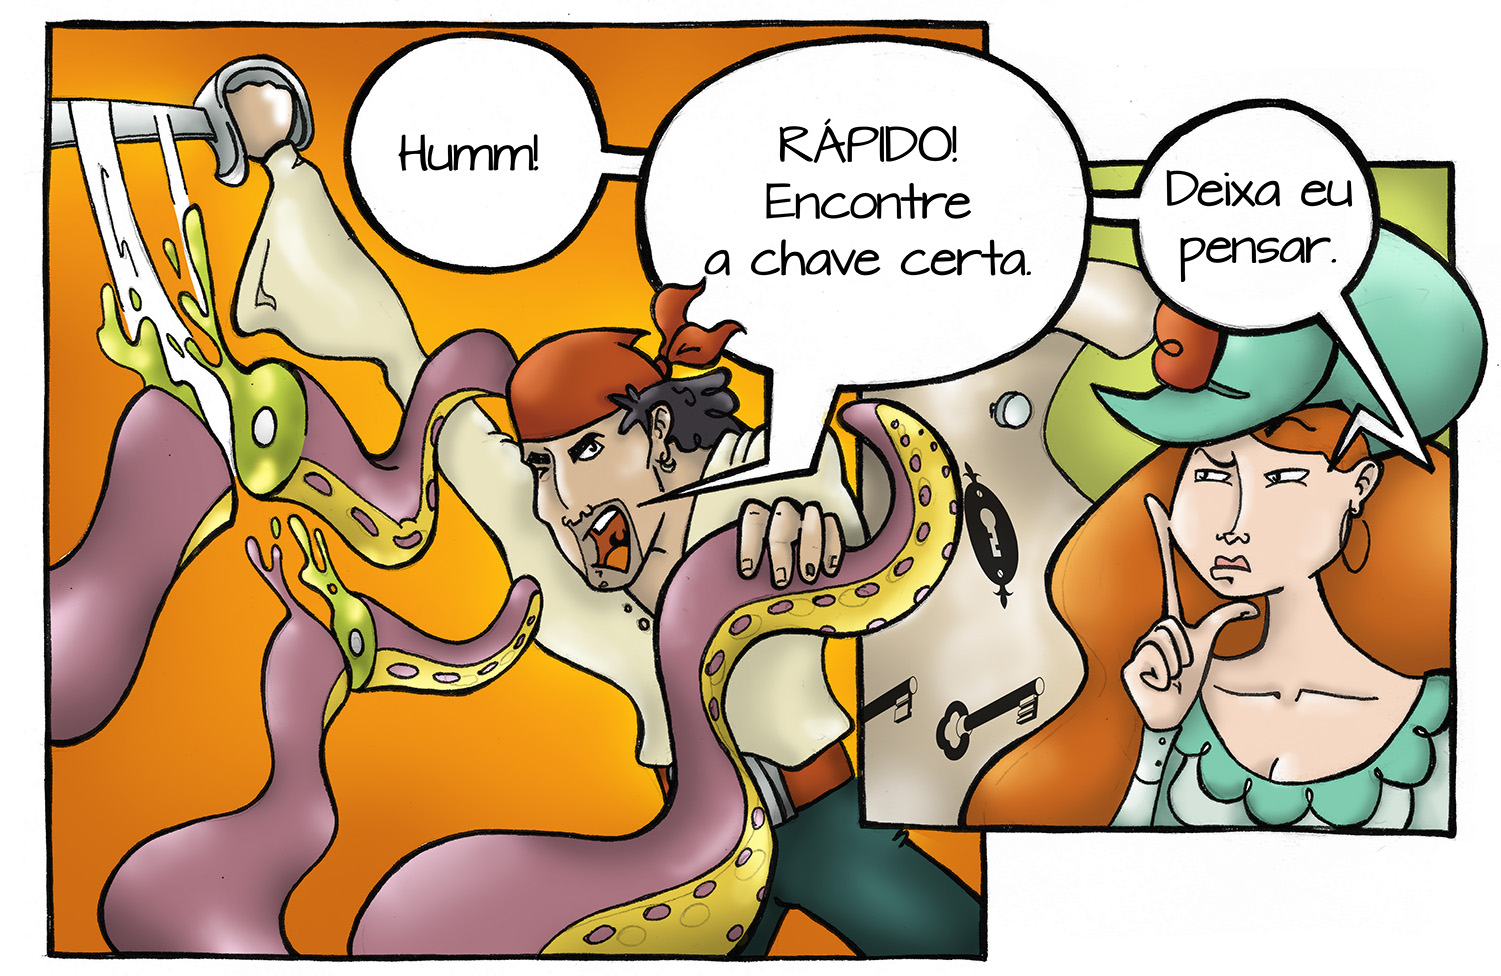 Humm!
RÁPIDO!
Encontre
a chave certa.
Deixa eu
pensar.